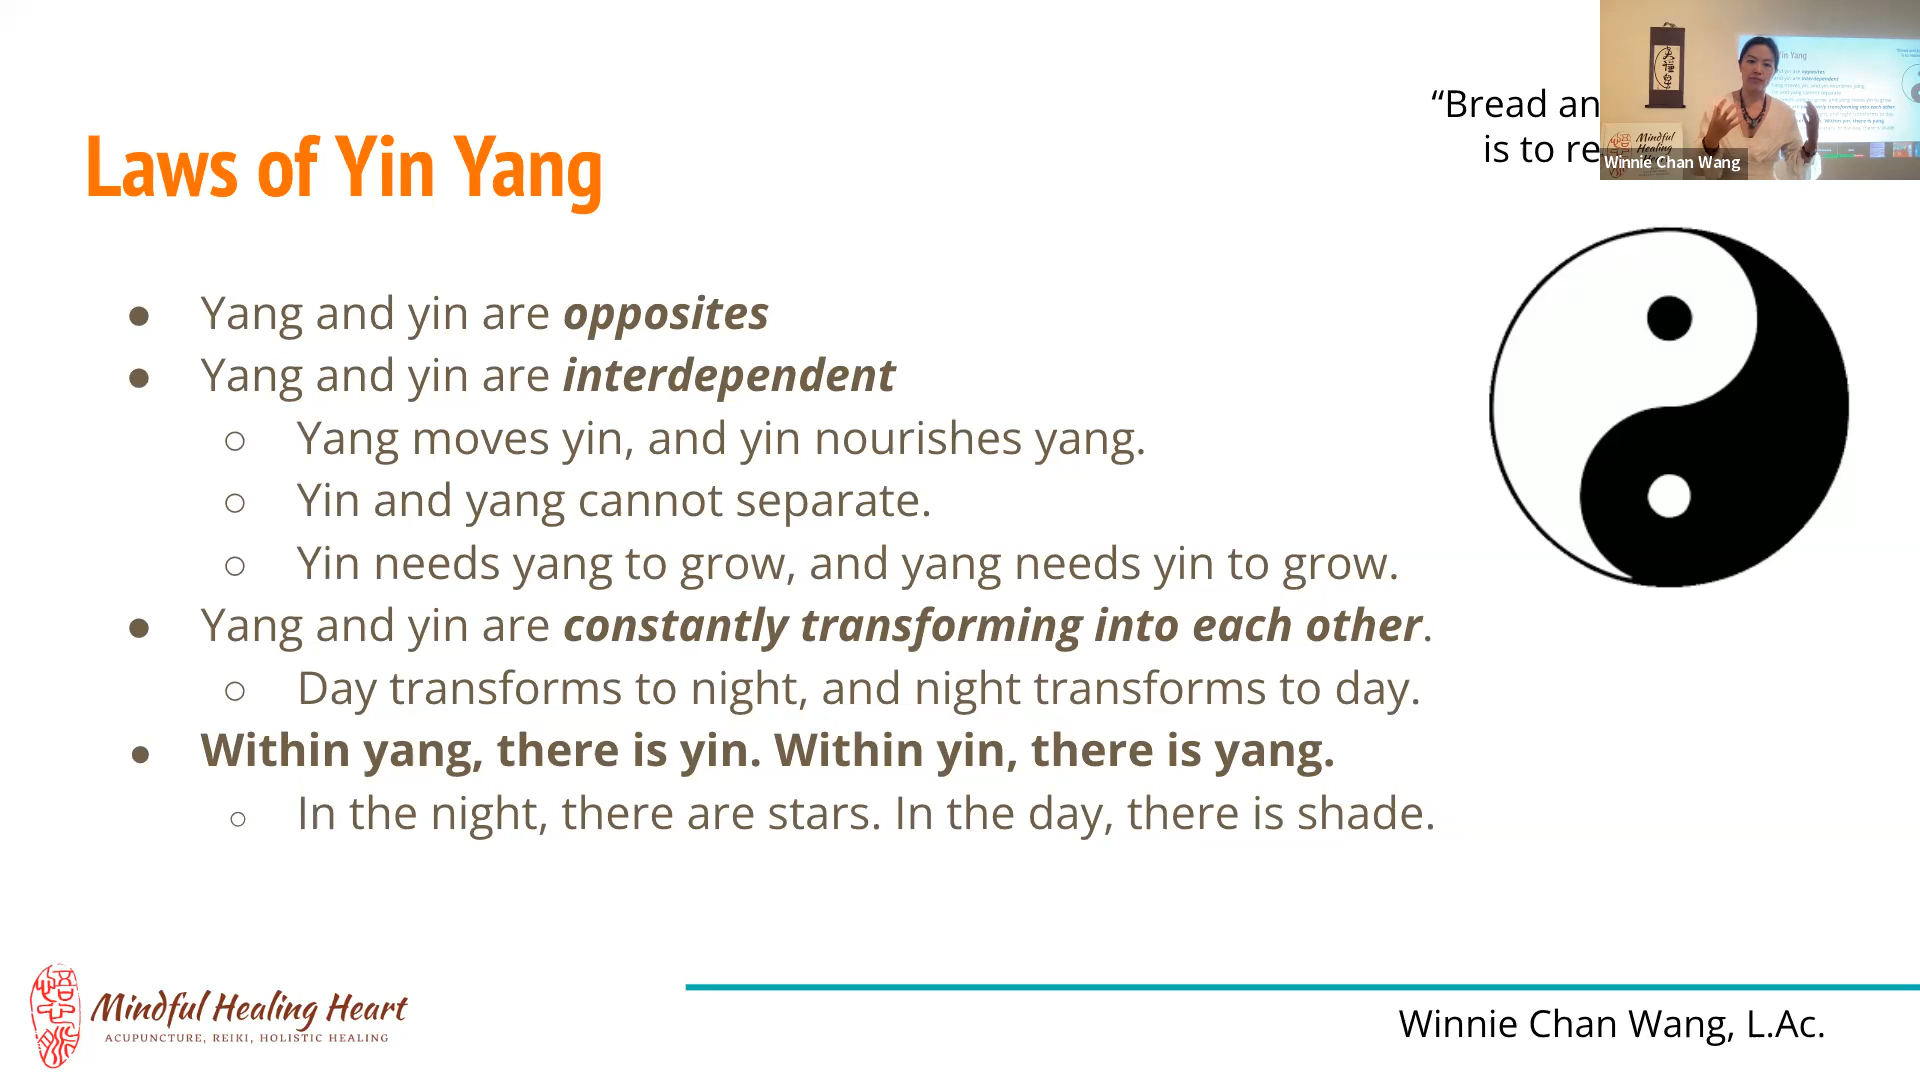 Laws of Yin Yang
“Bread an
is to re
Winnie Chan Wang
Mindful
Healing
● Yang and yin are opposites
● Yang and yin are interdependent
○ Yang moves yin, and yin nourishes yang.
○ Yin and yang cannot separate.
○ Yin needs yang to grow, and yang needs yin to grow.
● Yang and yin are constantly transforming into each other.
○ Day transforms to night, and night transforms to day.
● Within yang, there is yin. Within yin, there is yang.
○ In the night, there are stars. In the day, there is shade.
Mindful Healing Heart
ACUPUNCTURE, REIKI, HOLISTIC HEALING
Winnie Chan Wang, L.Ac.